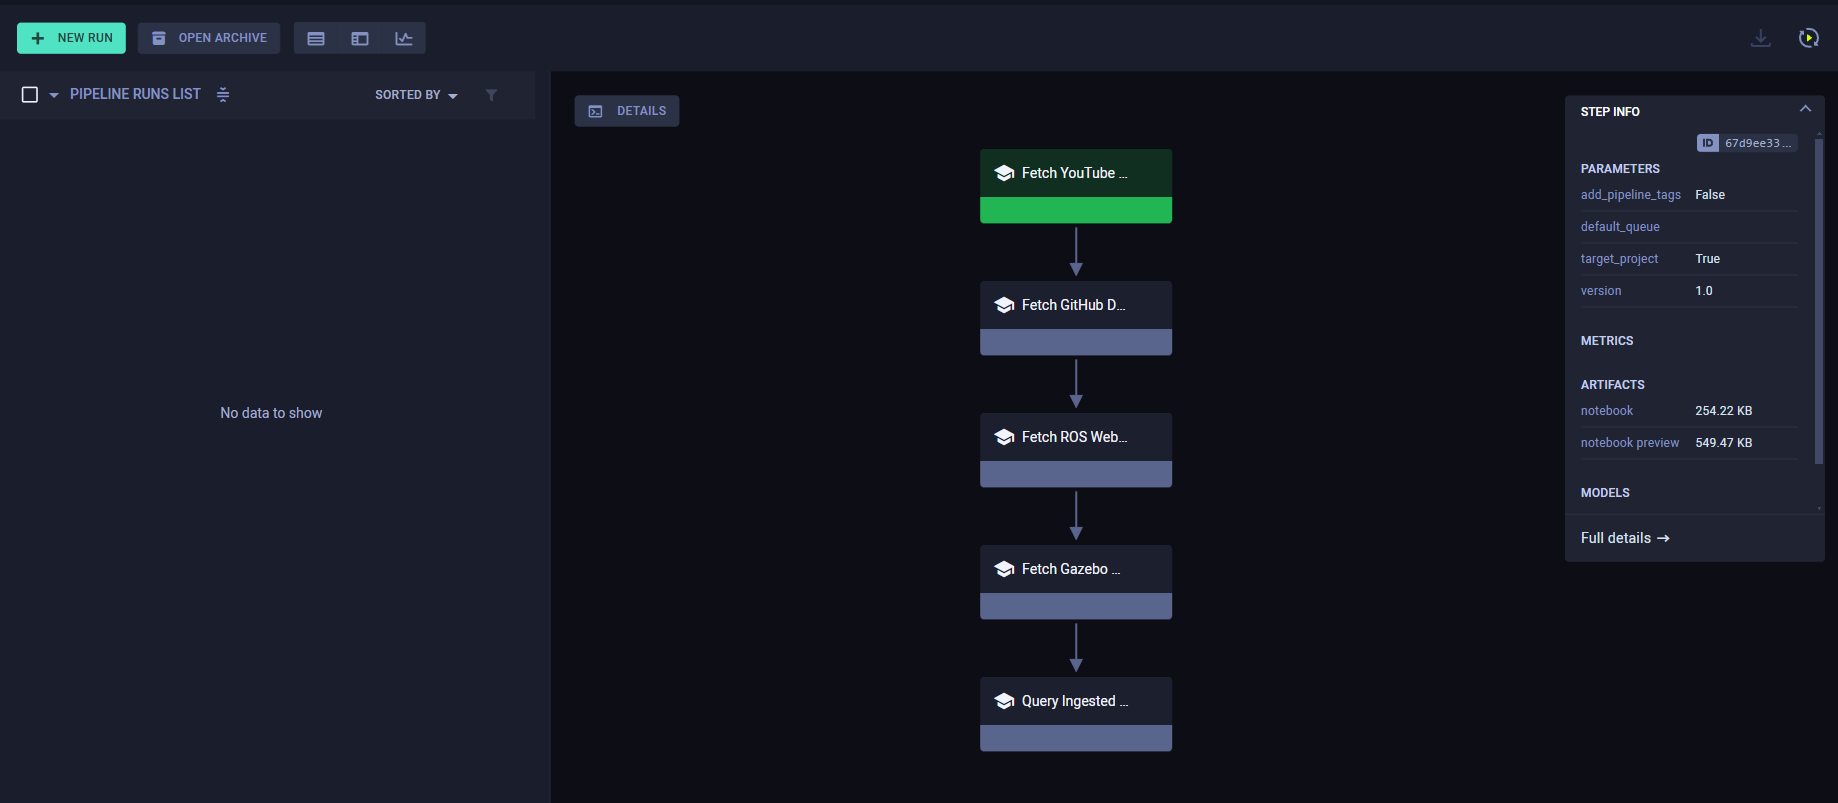 NEW RUN
OPEN ARCHIVE
PIPELINE RUNS LIST
SORTED BY
No data to show
DETAILS
Fetch YouTube ...
Fetch GitHub D...
Fetch ROS Web...
Fetch Gazebo ...
Query Ingested ...
STEP INFO
ID 67d9ee33...
PARAMETERS
add_pipeline_tags False
default_queue
target_project True
version 1.0
METRICS
ARTIFACTS
notebook 254.22 KB
notebook preview 549.47 KB
MODELS
Full details →